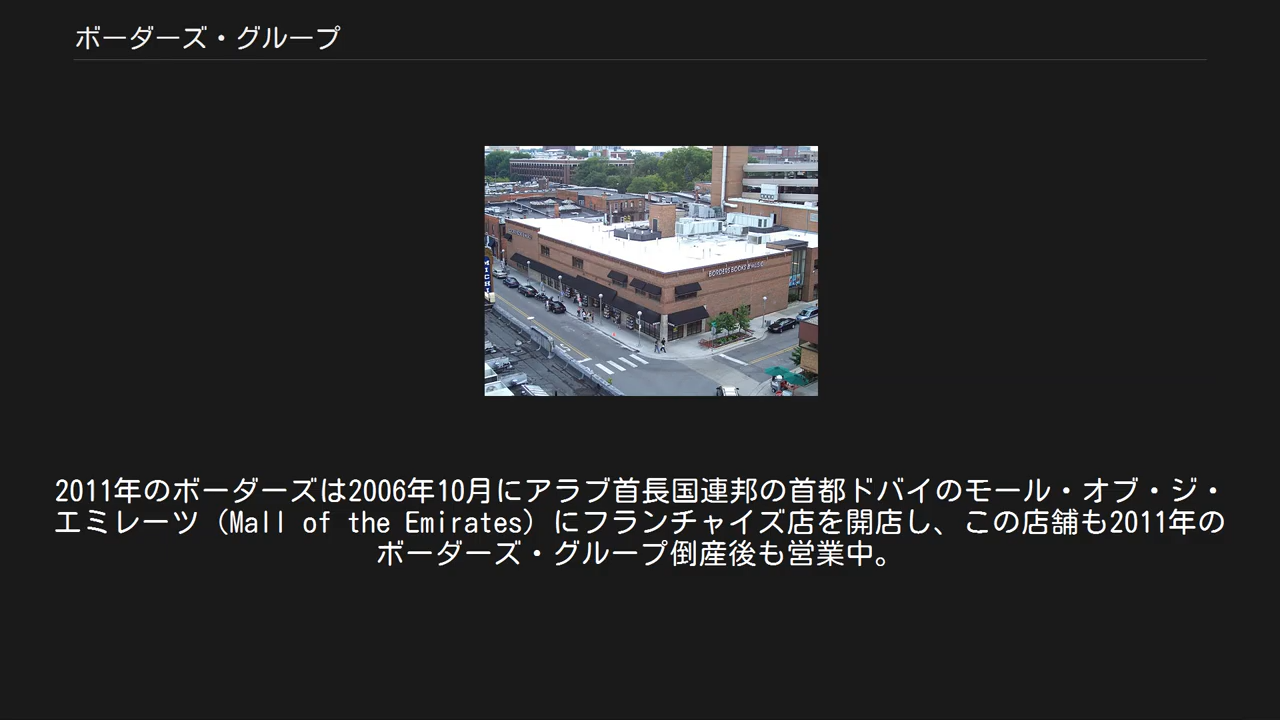 ボーダーズ・グループ
BORDERS BOOKS & MUSIC
MICHI
2011年のボーダーズは2006年10月にアラブ首長国連邦の首都ドバイのモール・オブ・ジ・
エミレーツ（Mall of the Emirates）にフランチャイズ店を開店し、この店舗も2011年の
ボーダーズ・グループ倒産後も営業中。